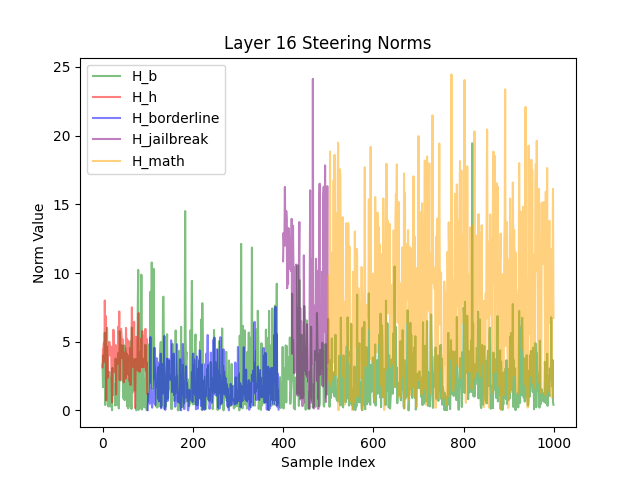 Layer 16 Steering Norms
25
20
15
10
5
0
Norm Value
H_b
H_h
H_borderline
H_jailbreak
H_math
0 200 400 600 800 1000
Sample Index